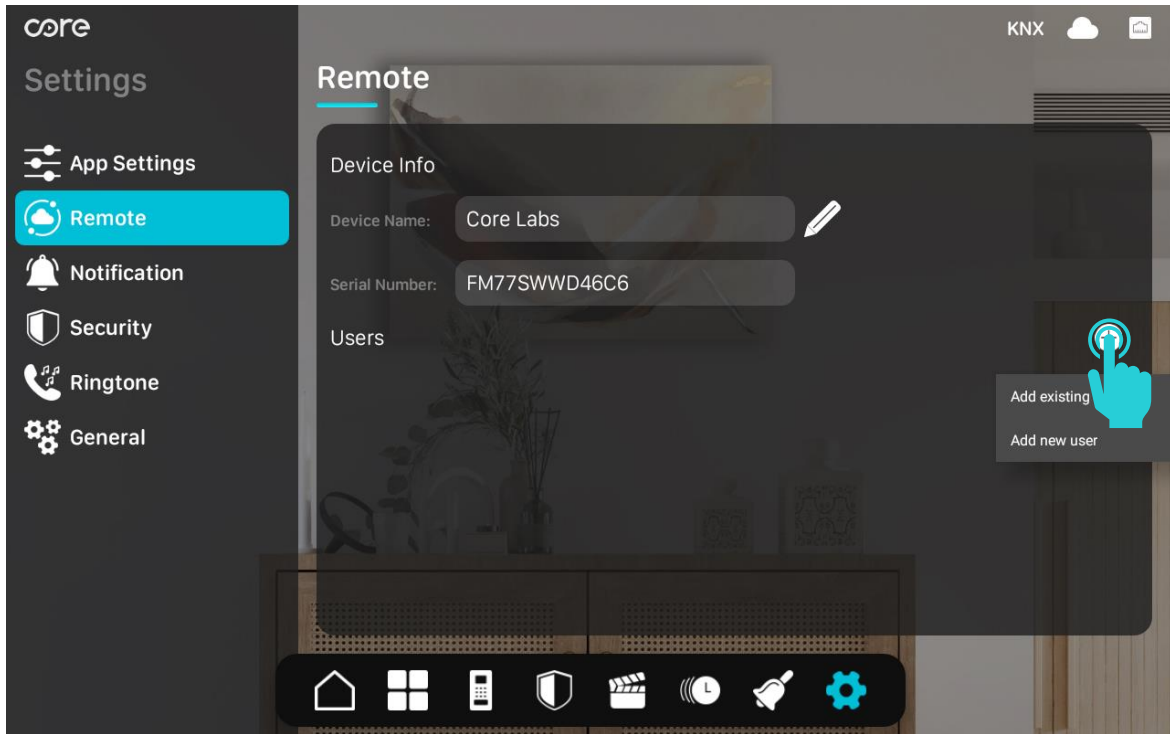 core
KNX
Settings
Remote
App Settings
Remote
Notification
Security
Ringtone
General
Device Info
Device Name:
Core Labs
Serial Number:
FM77SWWD46C6
Users
Add existing
Add new user
L